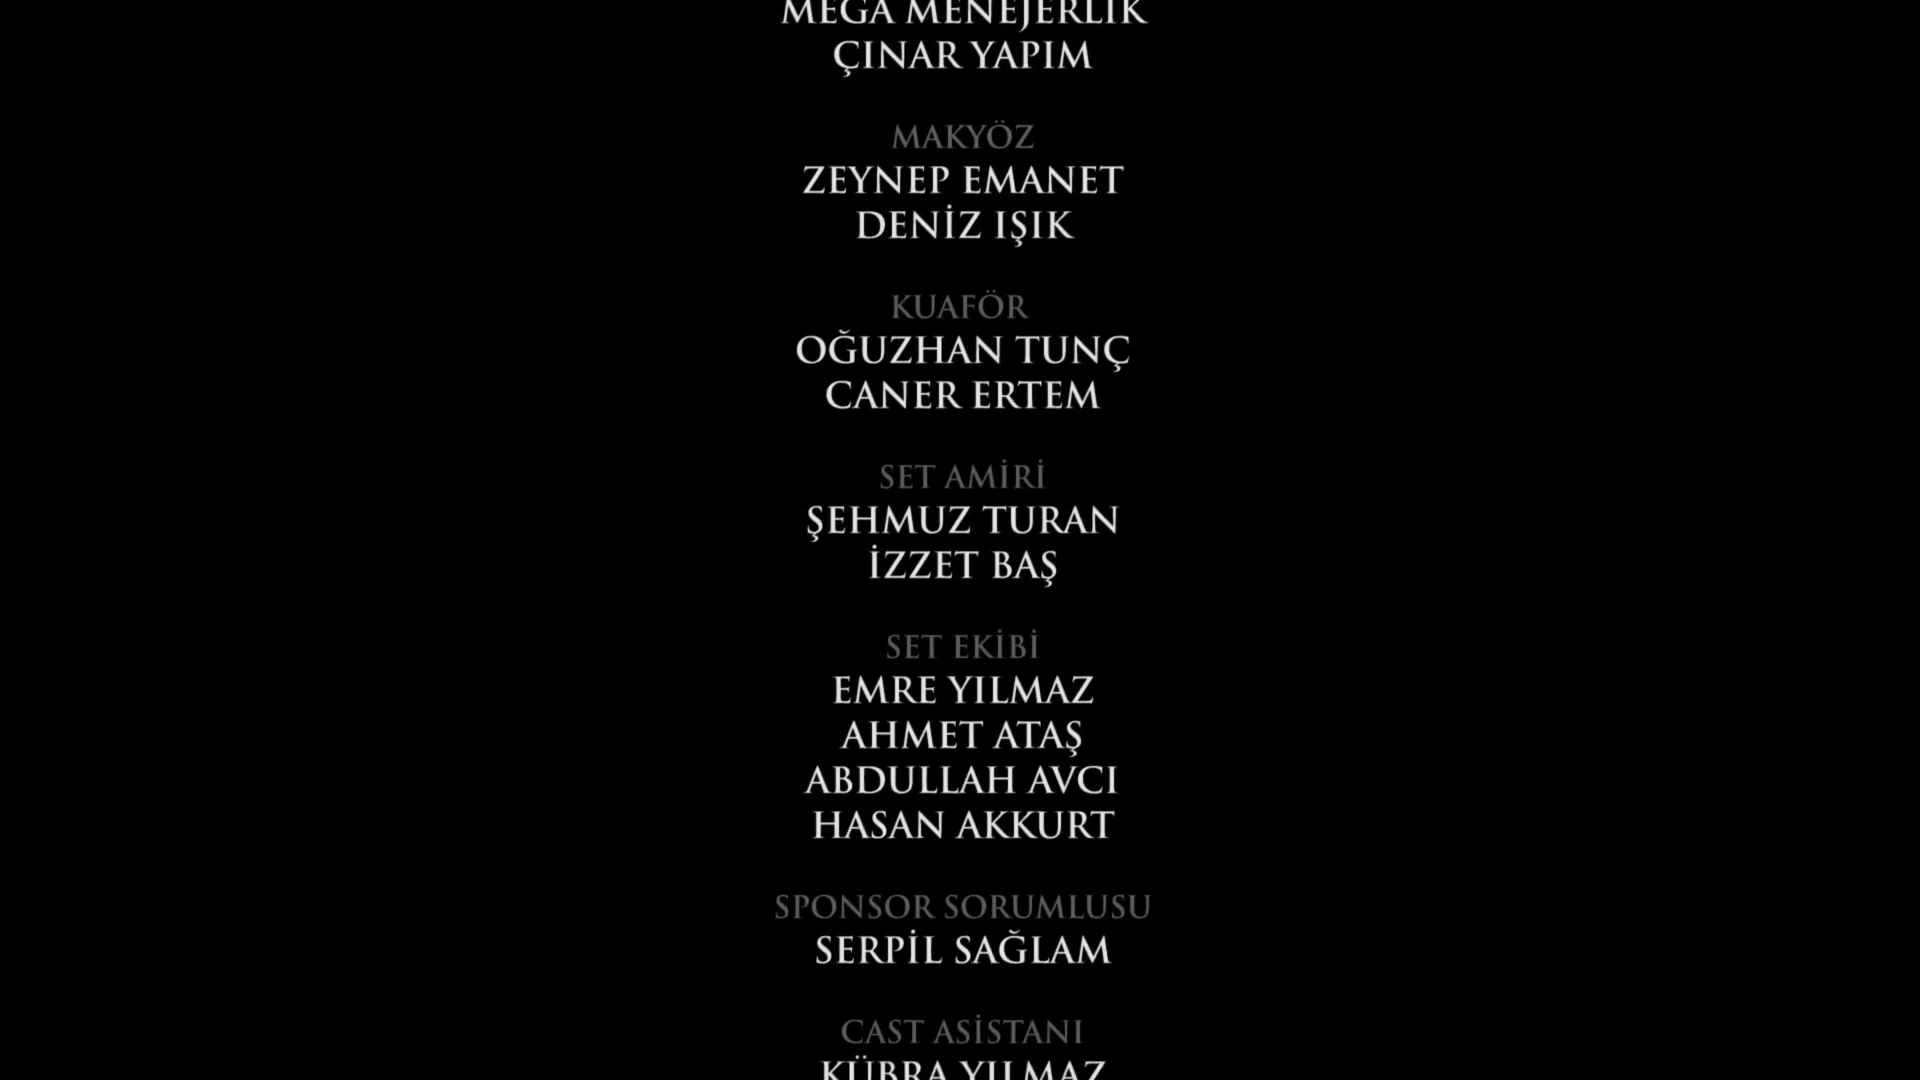 MEGA MENEJERLİK
ÇINAR YAPIM
MAKYÖZ
ZEYNEP EMANET
DENİZ IŞIK
KUAFÖR
OĞUZHAN TUNÇ
CANER ERTEM
SET AMİRİ
ŞEHMUZ TURAN
İZZET BAŞ
SET EKİBİ
EMRE YILMAZ
AHMET ATAŞ
ABDULLAH AVCI
HASAN AKKURT
SPONSOR SORUMLUSU
SERPİL SAĞLAM
CAST ASİSTANI
KÜBRA YILMAZ